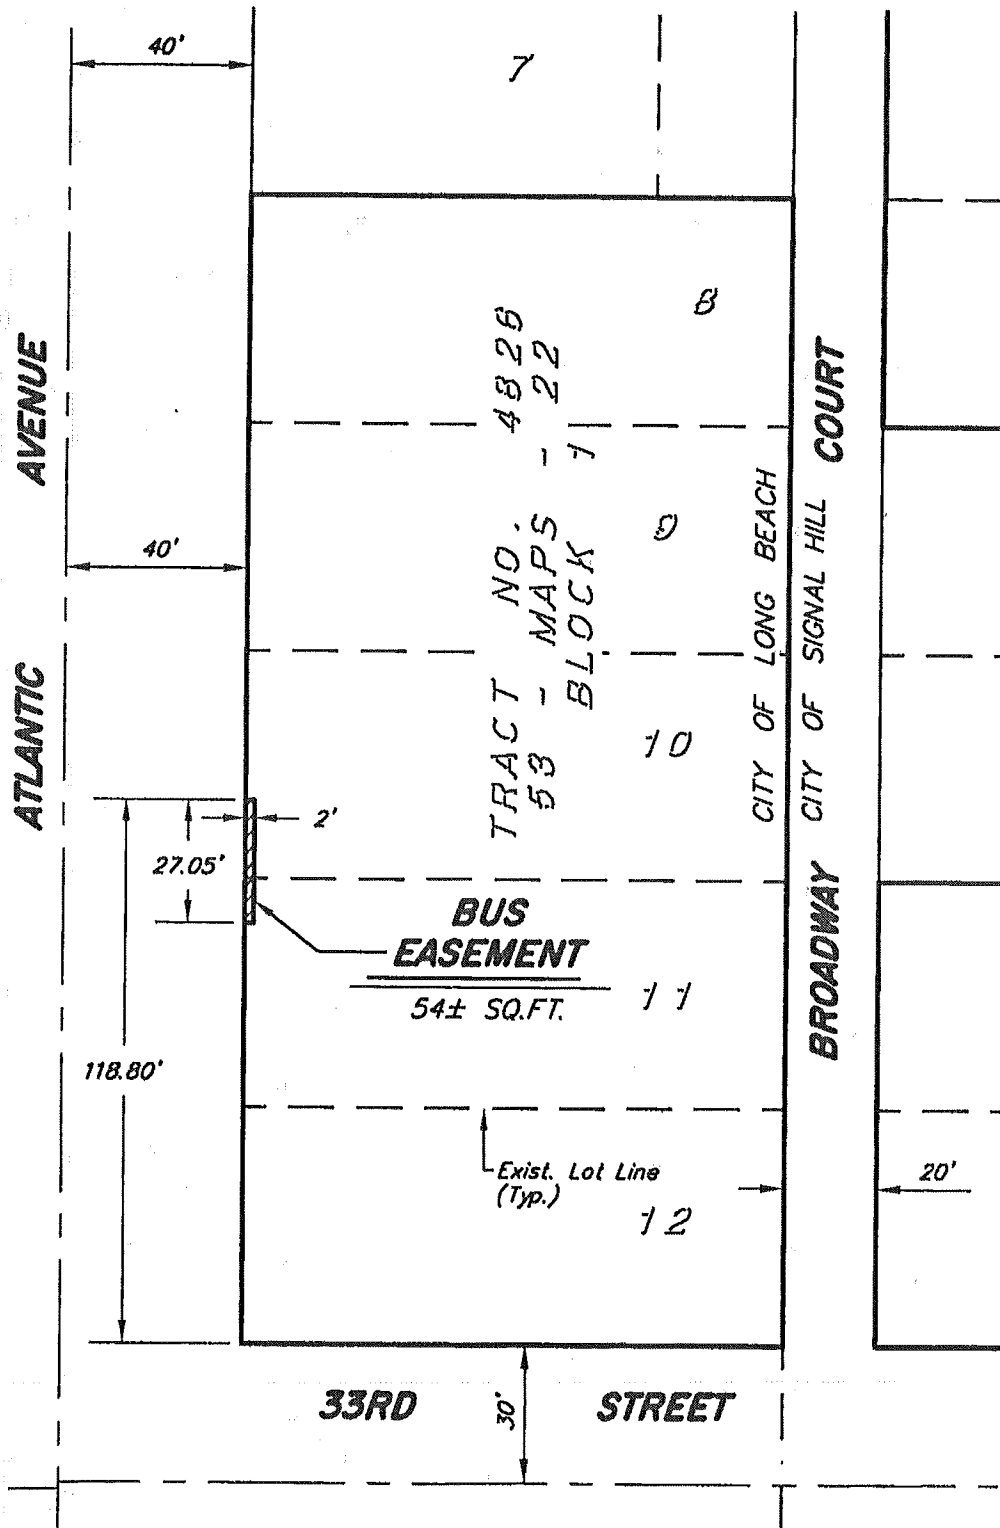 40'
7
8
AVENUE
ATLANTIC
40'
TRACT NO. 4826
53 - MAPS - 22
BLOCK 1
9
10
CITY OF LONG BEACH
CITY OF SIGNAL HILL
BROADWAY COURT
2'
27.05'
BUS
EASEMENT
54± SQ.FT.
11
118.80'
Exist. Lot Line
(Typ.)
20'
12
33RD STREET
30'